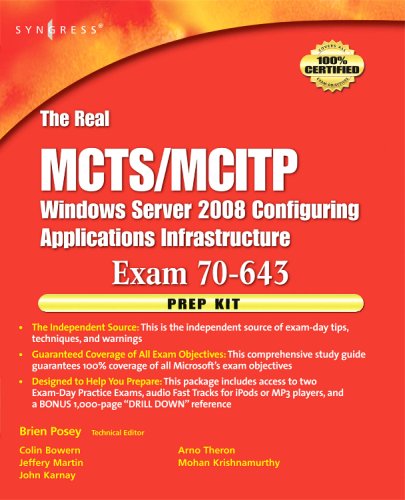 SYNGRESS®
COVERS ALL
100%
CERTIFIED
EXAM OBJECTIVES
The Real
MCTS/MCITP
Windows Server 2008 Configuring
Applications Infrastructure
Exam 70-643
PREP KIT
• The Independent Source: This is the independent source of exam-day tips,
techniques, and warnings
• Guaranteed Coverage of All Exam Objectives: This comprehensive study guide
guarantees 100% coverage of all Microsoft's exam objectives
• Designed to Help You Prepare: This package includes access to two
Exam-Day Practice Exams, audio Fast Tracks for iPods or MP3 players, and
a BONUS 1,000-page "DRILL DOWN" reference
Brien Posey Technical Editor
Colin Bowern
Jeffery Martin
John Karnay
Arno Theron
Mohan Krishnamurthy